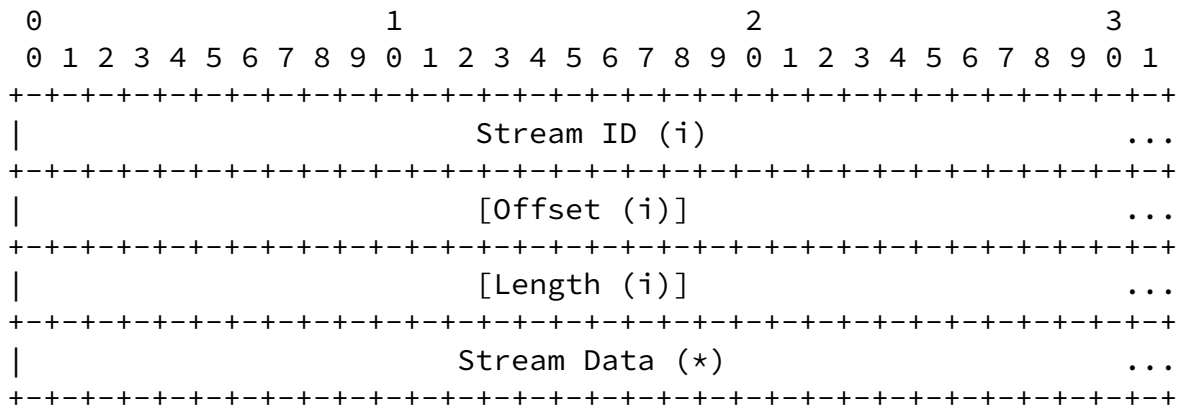 0                   1                   2                   3
 0 1 2 3 4 5 6 7 8 9 0 1 2 3 4 5 6 7 8 9 0 1 2 3 4 5 6 7 8 9 0 1
+-+-+-+-+-+-+-+-+-+-+-+-+-+-+-+-+-+-+-+-+-+-+-+-+-+-+-+-+-+-+-+-+
|                         Stream ID (i)                       ...
+-+-+-+-+-+-+-+-+-+-+-+-+-+-+-+-+-+-+-+-+-+-+-+-+-+-+-+-+-+-+-+-+
|                         [Offset (i)]                        ...
+-+-+-+-+-+-+-+-+-+-+-+-+-+-+-+-+-+-+-+-+-+-+-+-+-+-+-+-+-+-+-+-+
|                         [Length (i)]                        ...
+-+-+-+-+-+-+-+-+-+-+-+-+-+-+-+-+-+-+-+-+-+-+-+-+-+-+-+-+-+-+-+-+
|                        Stream Data (*)                      ...
+-+-+-+-+-+-+-+-+-+-+-+-+-+-+-+-+-+-+-+-+-+-+-+-+-+-+-+-+-+-+-+-+